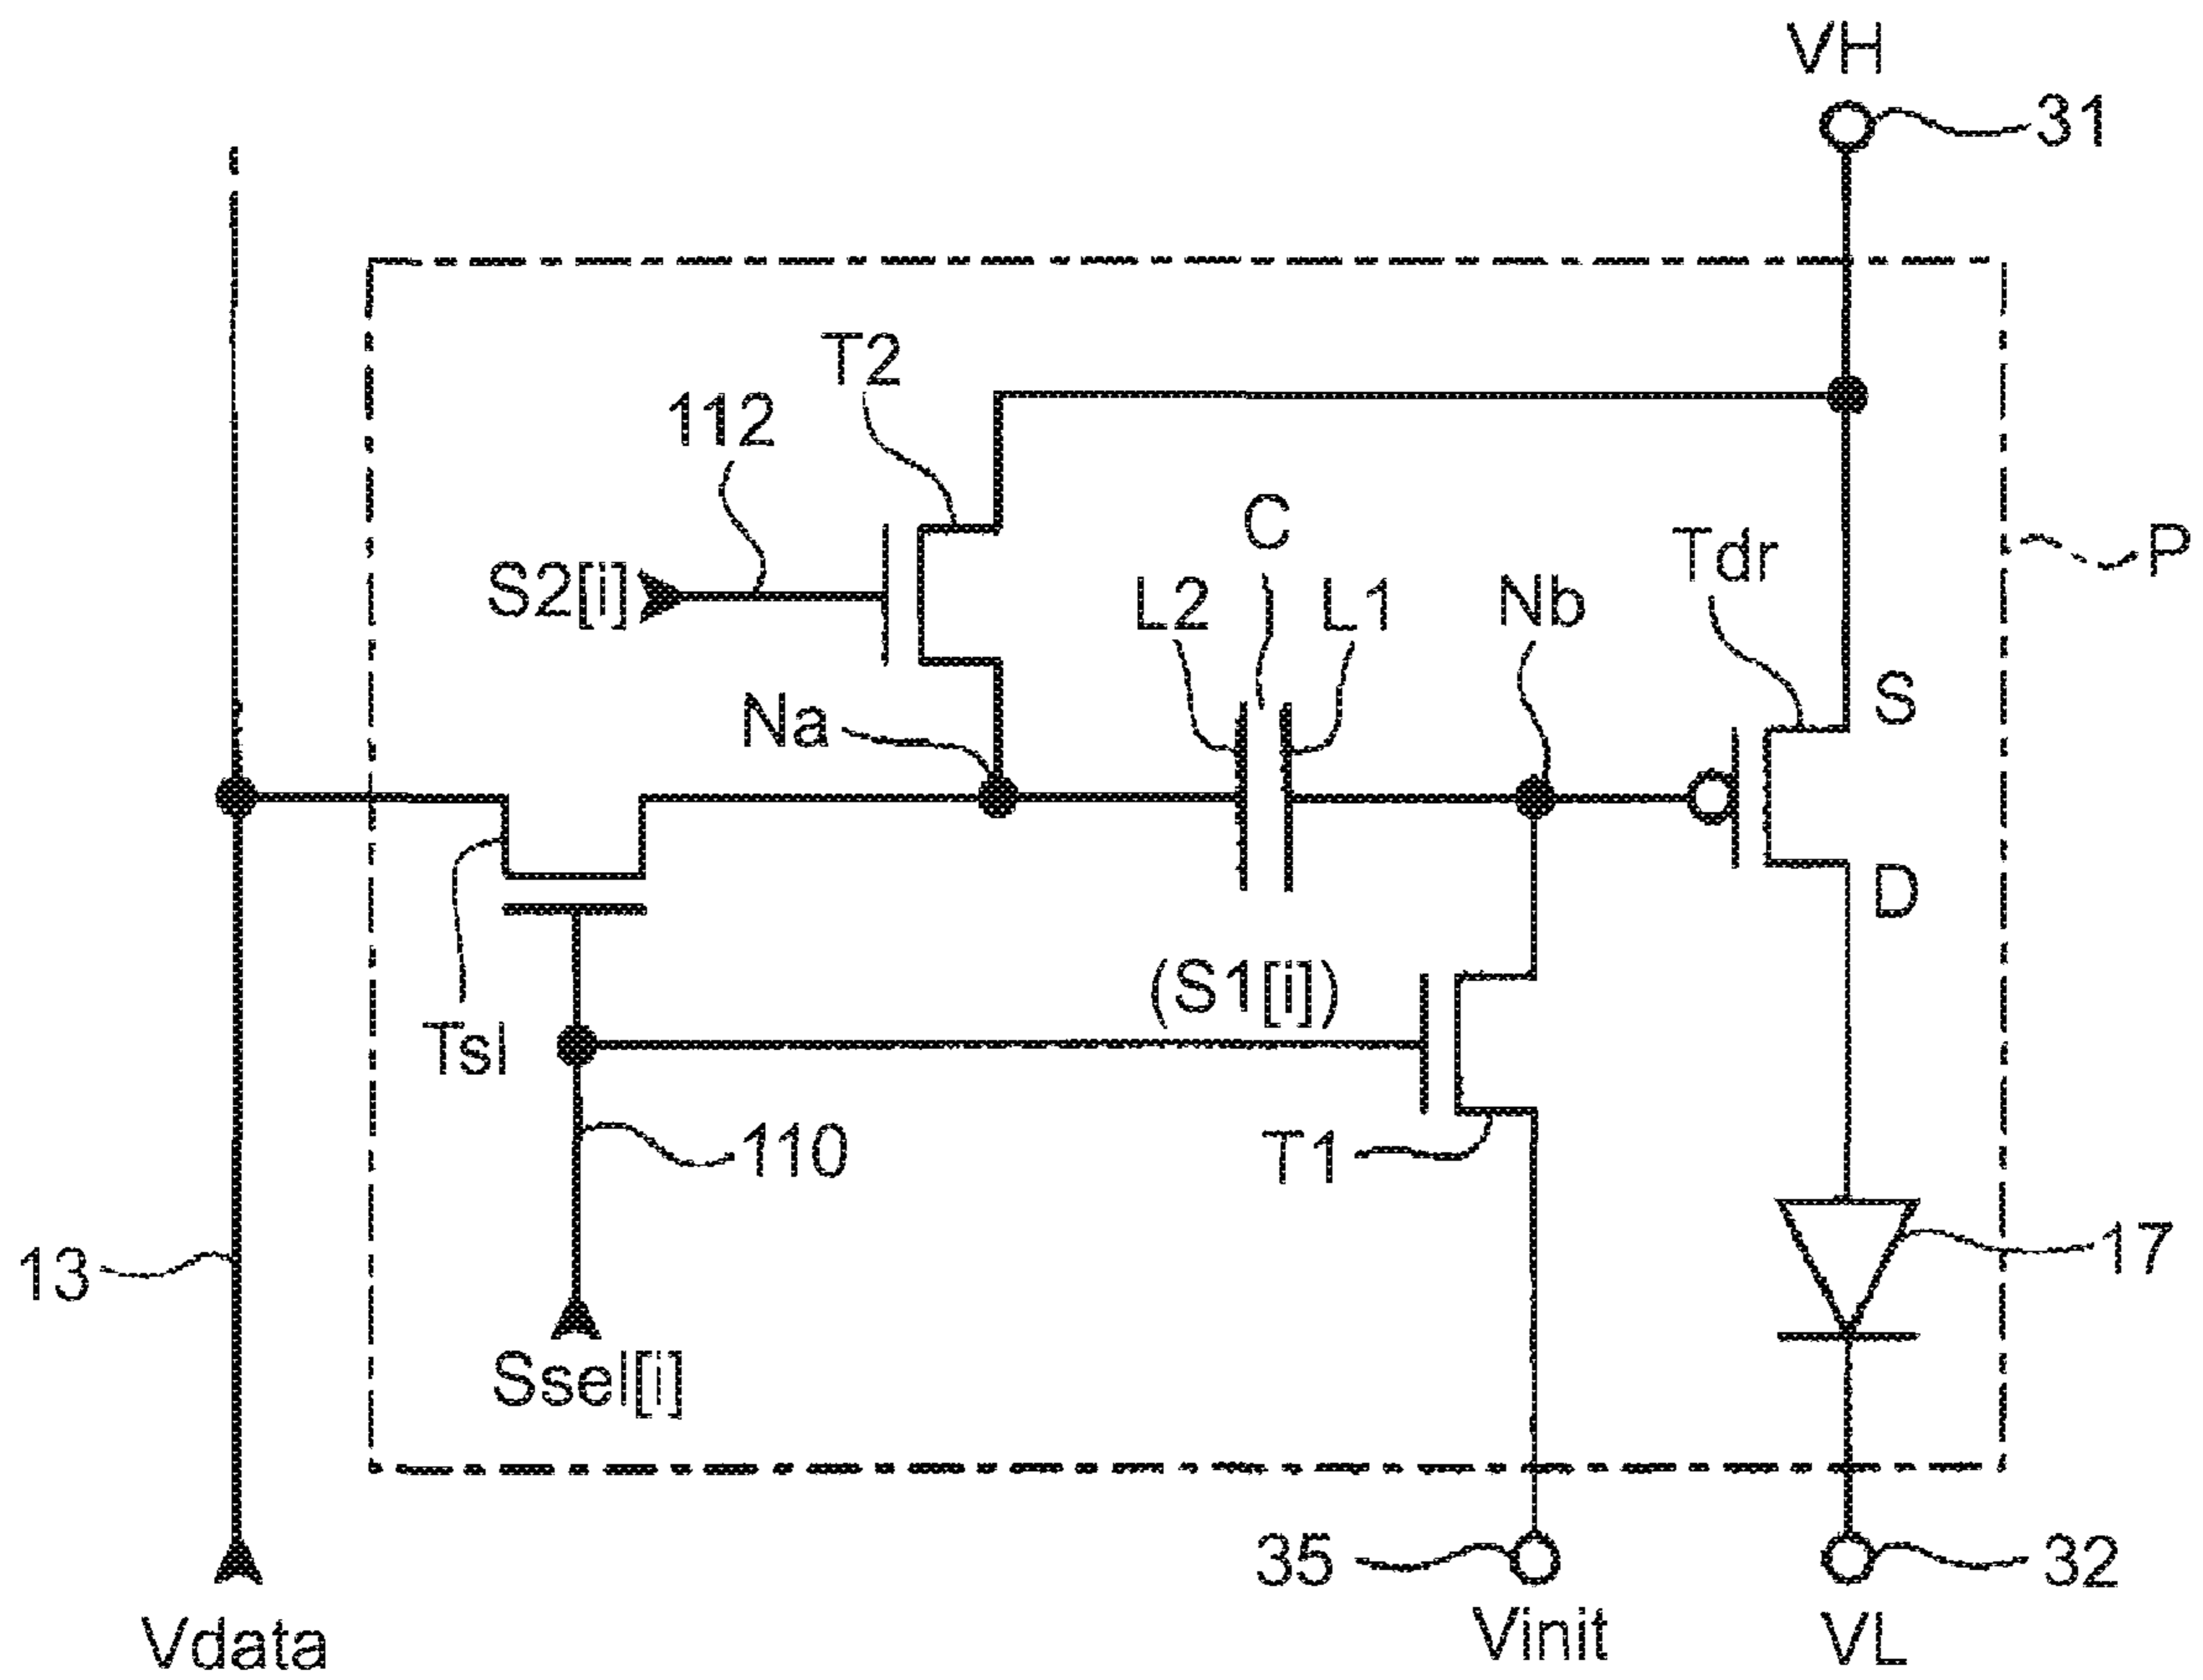 VH
31
T2
112
C
Tdr
P
S2[i]
L2
L1
Nb
S
Na
D
(S1[i])
Tsl
110
T1
17
13
Ssel[i]
35
32
Vdata
Vinit
VL